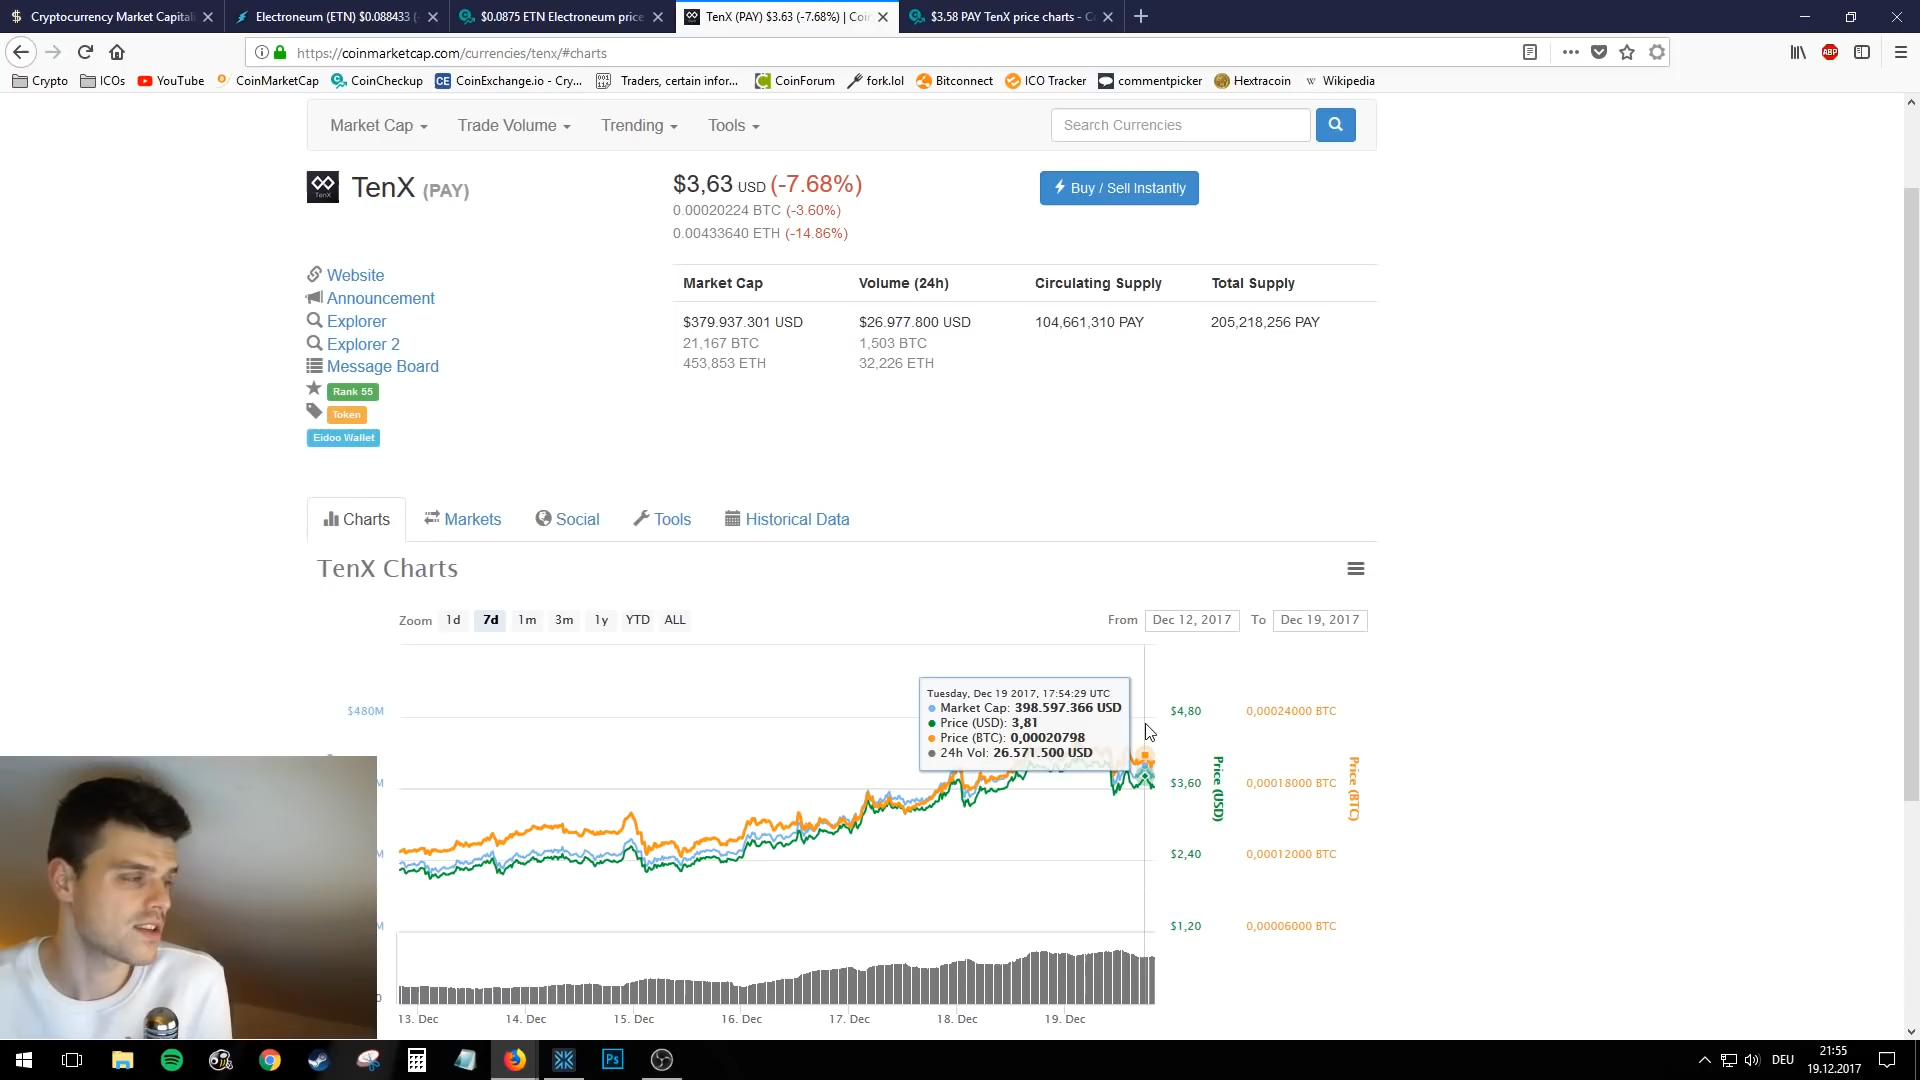 Cryptocurrency Market Capitali
Electroneum (ETN) $0.088433 (
$0.0875 ETN Electroneum price
TenX (PAY) $3.63 (-7.68%) | Coin
$3.58 PAY TenX price charts - C
https://coinmarketcap.com/currencies/tenx/#charts
ABP
Crypto
ICOs
YouTube
CoinMarketCap
CoinCheckup
CE CoinExchange.io - Cry...
Traders, certain infor...
CoinForum
fork.lol
Bitconnect
ICO Tracker
commentpicker
Hextracoin
W Wikipedia
Market Cap
Trade Volume
Trending
Tools
Search Currencies
TenX
TenX (PAY)
$3,63 USD (-7.68%)
0.00020224 BTC (-3.60%)
0.00433640 ETH (-14.86%)
Buy / Sell Instantly
Website
Announcement
Explorer
Explorer 2
Message Board
Rank 55
Token
Eidoo Wallet
Market Cap Volume (24h) Circulating Supply Total Supply
$379.937.301 USD $26.977.800 USD 104,661,310 PAY 205,218,256 PAY
21,167 BTC 1,503 BTC
453,853 ETH 32,226 ETH
Charts
Markets
Social
Tools
Historical Data
TenX Charts
Zoom 1d 7d 1m 3m 1y YTD ALL
From Dec 12, 2017 To Dec 19, 2017
Tuesday, Dec 19 2017, 17:54:29 UTC
Market Cap: 398.597.366 USD
Price (USD): 3,81
Price (BTC): 0,00020798
24h Vol: 26.571.500 USD
$480M
M
M
M
0
$4,80
$3,60
$2,40
$1,20
Price (USD)
0,00024000 BTC
0,00018000 BTC
0,00012000 BTC
0,00006000 BTC
Price (BTC)
13. Dec 14. Dec 15. Dec 16. Dec 17. Dec 18. Dec 19. Dec
Ps
DEU
21:55
19.12.2017